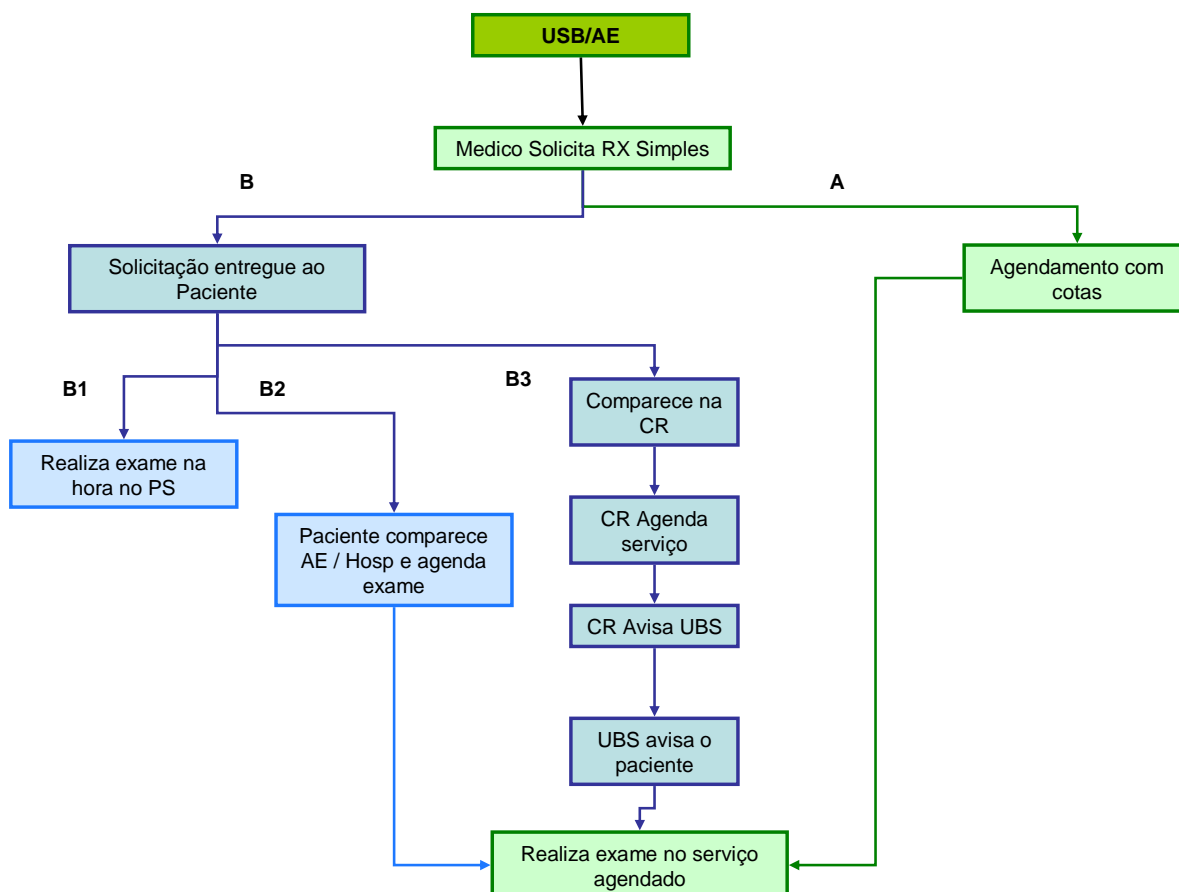 USB/AE
Medico Solicita RX Simples
B
A
Solicitação entregue ao
Paciente
Agendamento com
cotas
B1
B2
B3
Comparece na
CR
Realiza exame na
hora no PS
CR Agenda
serviço
Paciente comparece
AE / Hosp e agenda
exame
CR Avisa UBS
UBS avisa o
paciente
Realiza exame no serviço
agendado